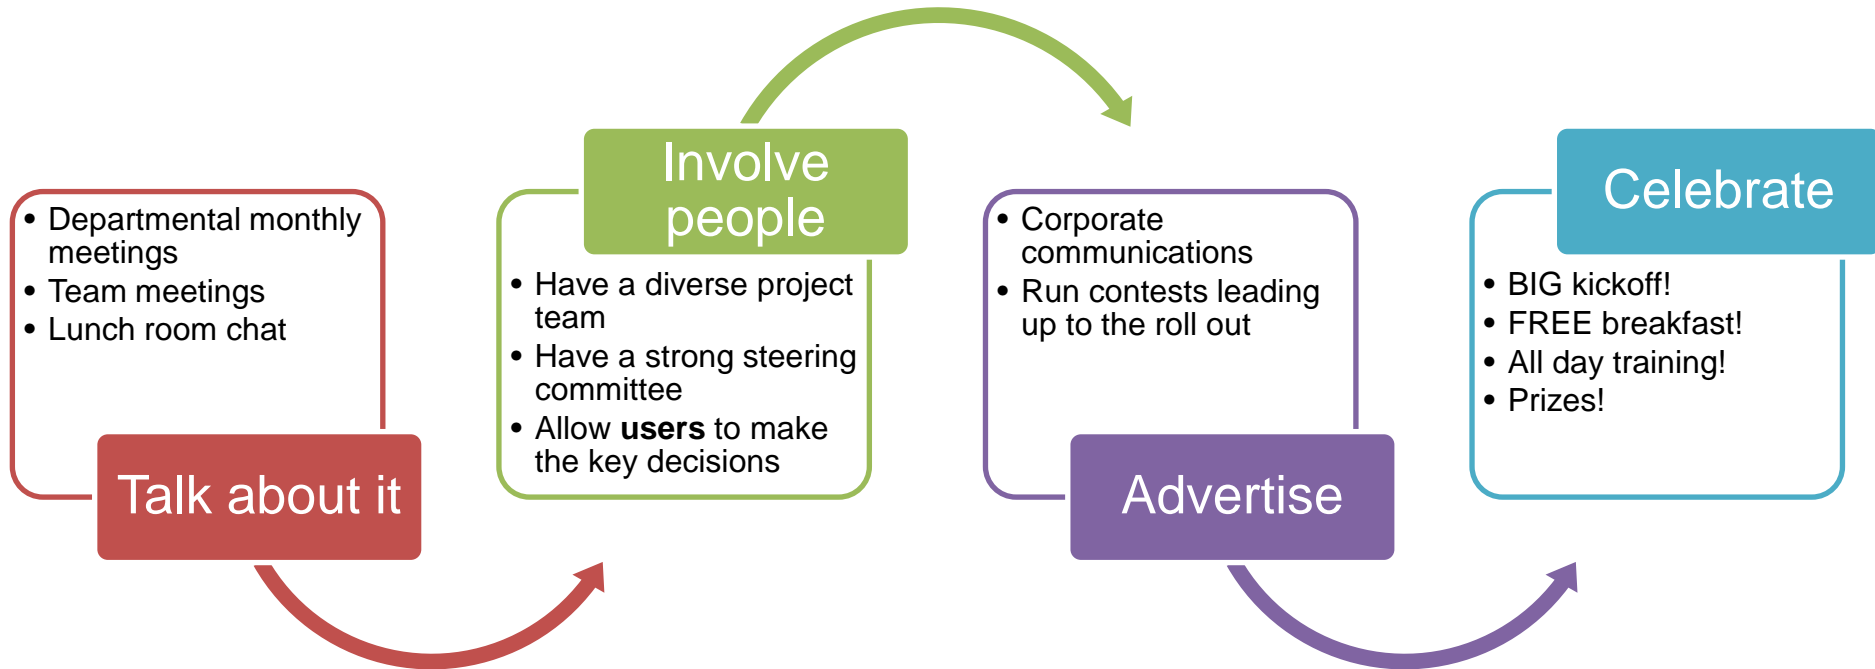 • Departmental monthly
meetings
• Team meetings
• Lunch room chat
Talk about it
Involve
people
• Have a diverse project
team
• Have a strong steering
committee
• Allow users to make
the key decisions
• Corporate
communications
• Run contests leading
up to the roll out
Advertise
Celebrate
• BIG kickoff!
• FREE breakfast!
• All day training!
• Prizes!